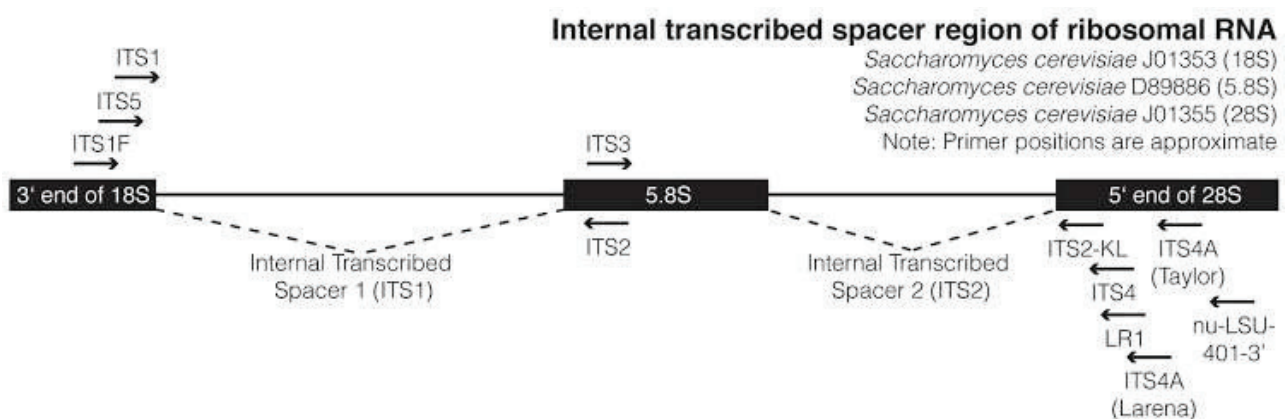 Internal transcribed spacer region of ribosomal RNA
Saccharomyces cerevisiae J01353 (18S)
Saccharomyces cerevisiae D89886 (5.8S)
Saccharomyces cerevisiae J01355 (28S)
Note: Primer positions are approximate
ITS1
ITS5
ITS1F
ITS3
3' end of 18S
5.8S
5' end of 28S
ITS2
Internal Transcribed
Spacer 1 (ITS1)
Internal Transcribed
Spacer 2 (ITS2)
ITS2-KL
ITS4A
(Taylor)
ITS4
LR1
nu-LSU-
401-3'
ITS4A
(Larena)